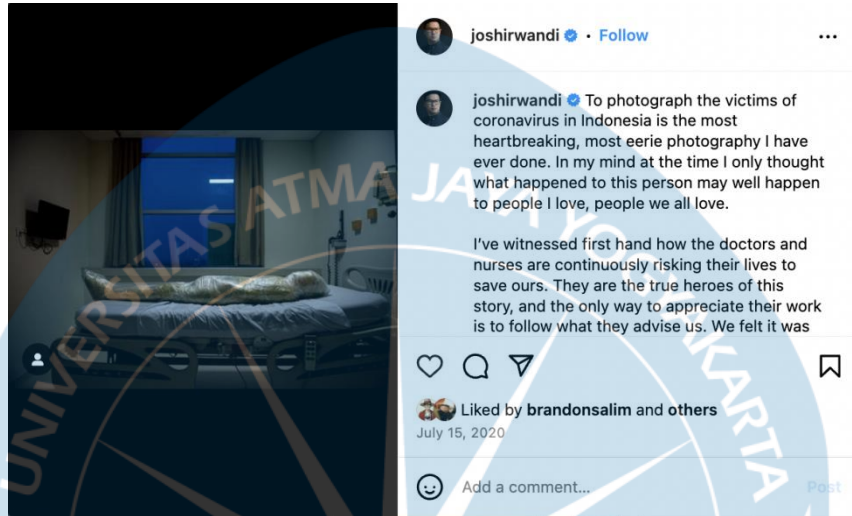 joshirwandi • Follow
joshirwandi To photograph the victims of
coronavirus in Indonesia is the most
heartbreaking, most eerie photography I have
ever done. In my mind at the time I only thought
what happened to this person may well happen
to people I love, people we all love.
I've witnessed first hand how the doctors and
nurses are continuously risking their lives to
save ours. They are the true heroes of this
story, and the only way to appreciate their work
is to follow what they advise us. We felt it was
Liked by brandonsalim and others
July 15, 2020
Add a comment...
Post
UNIVERSITAS ATMA JAYA YOGYAKARTA